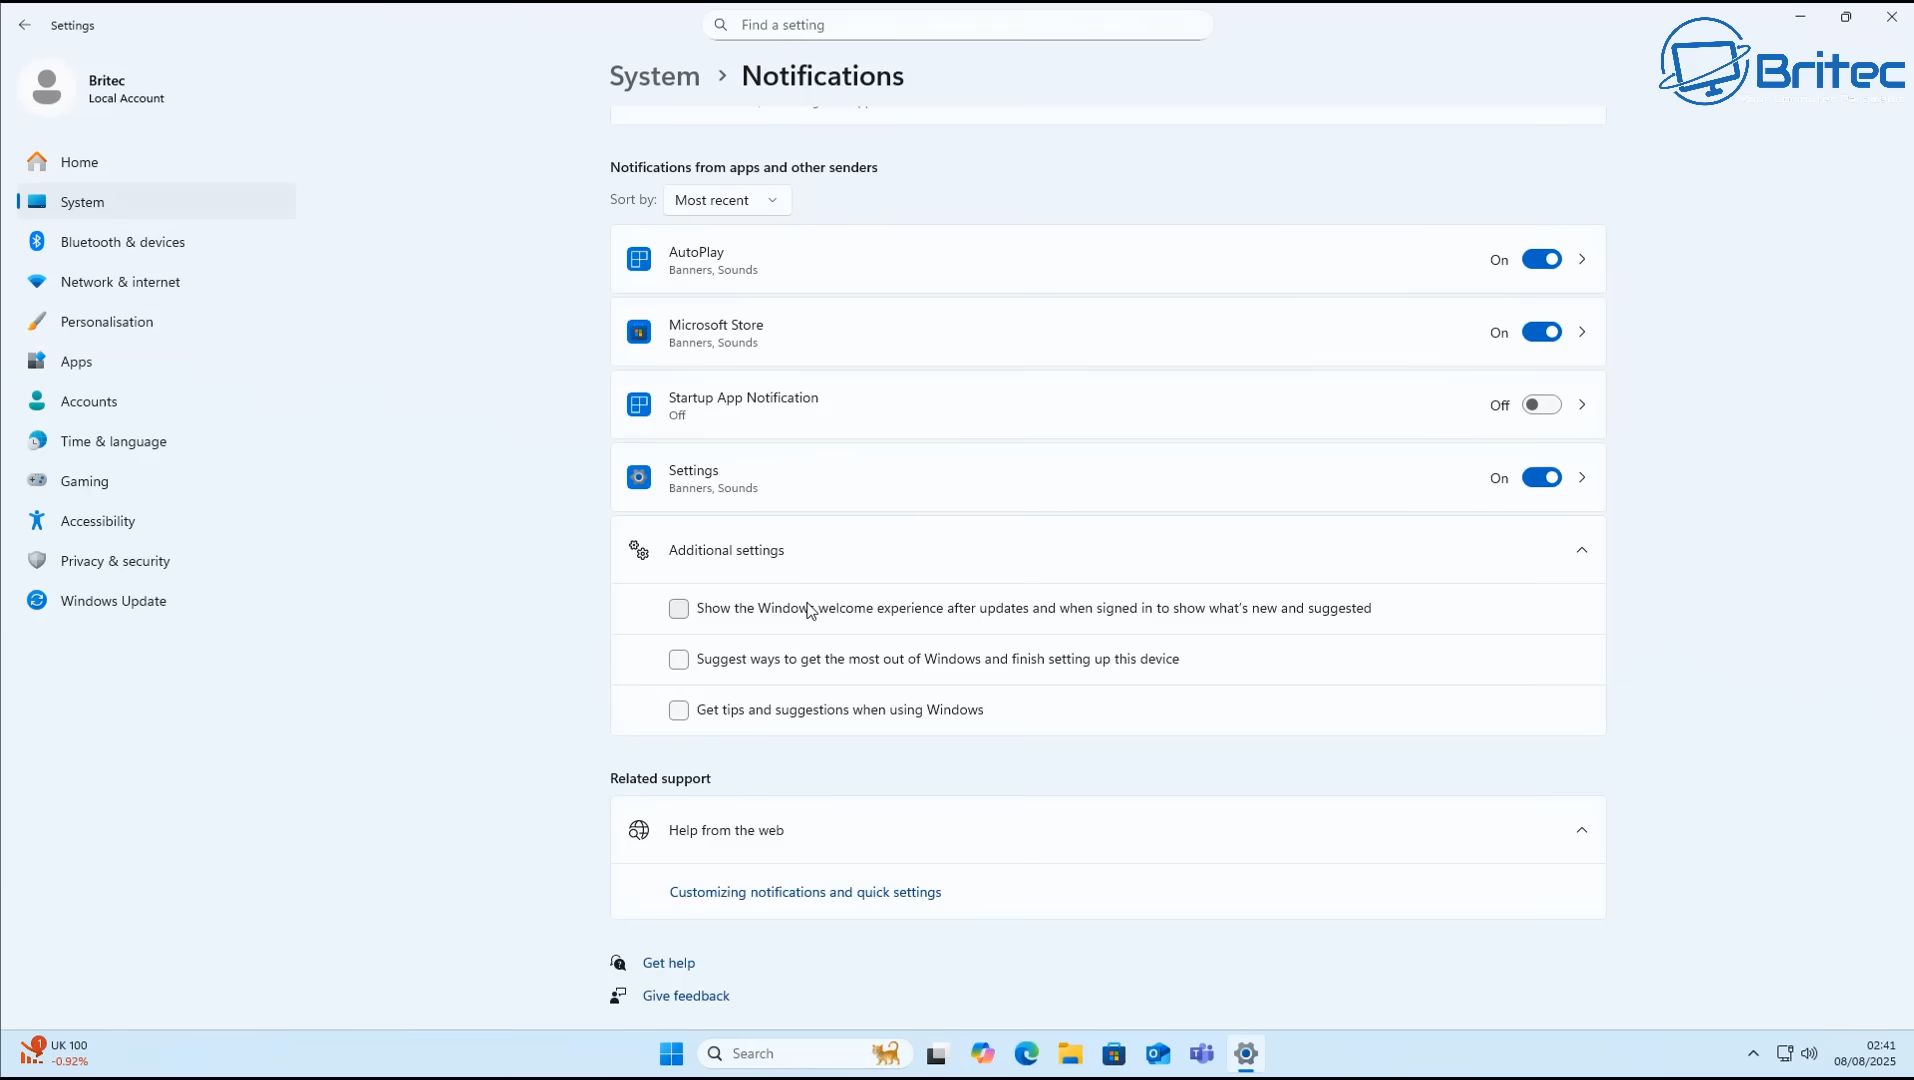 Settings
Find a setting
Britec
Britec
Local Account
System > Notifications
Home
System
Bluetooth & devices
Network & internet
Personalisation
Apps
Accounts
Time & language
Gaming
Accessibility
Privacy & security
Windows Update
Notifications from apps and other senders
Sort by: Most recent
AutoPlay
Banners, Sounds
On
Microsoft Store
Banners, Sounds
On
Startup App Notification
Off
Off
Settings
Banners, Sounds
On
Additional settings
Show the Window welcome experience after updates and when signed in to show what's new and suggested
Suggest ways to get the most out of Windows and finish setting up this device
Get tips and suggestions when using Windows
Related support
Help from the web
Customizing notifications and quick settings
Get help
Give feedback
1
UK 100
-0.92%
Search
02:41
08/08/2025